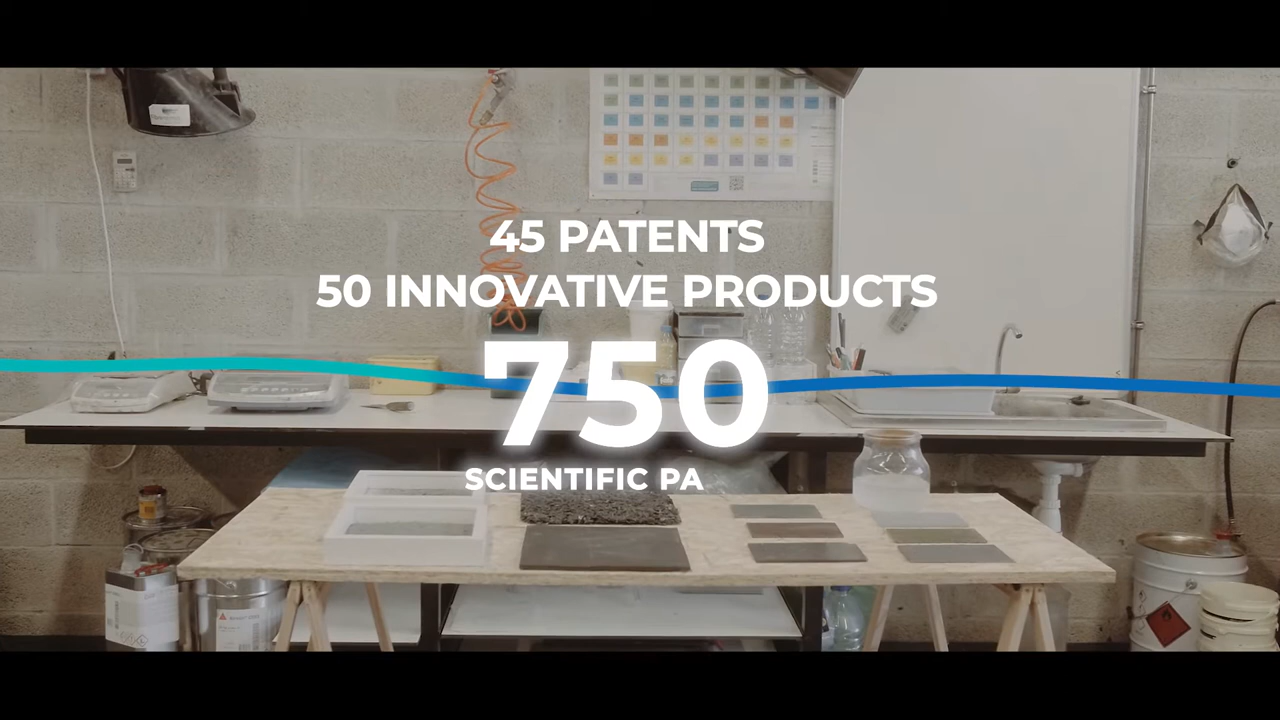 45 PATENTS
50 INNOVATIVE PRODUCTS
750
SCIENTIFIC PA